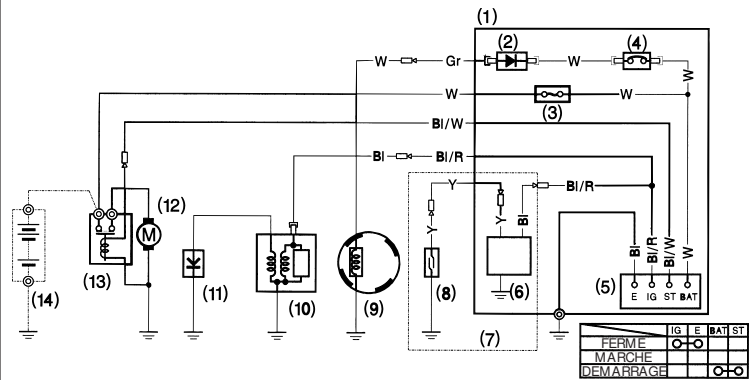 (1)
(2)
(4)
W
Gr
W
W
W
W
(3)
Bl/W
Bl
Bl/R
Y
Bl/R
Y
Y
Bl
(12)
M
(13)
(14)
(11)
(10)
(9)
(8)
(6)
(7)
Bl
Bl/R
Bl/W
W
(5)
E IG ST BAT
IG E BAT ST
FERME
MARCHE
DEMARRAGE